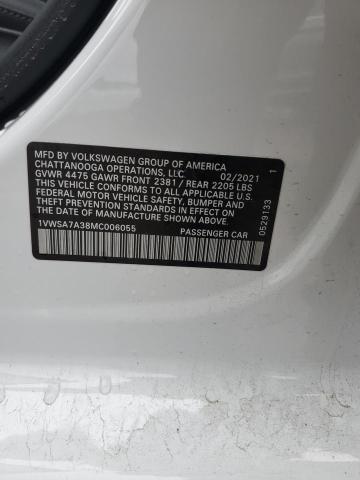 MFD BY VOLKSWAGEN GROUP OF AMERICA
CHATTANOOGA OPERATIONS, LLC. 02/2021 1
GVWR 4475 GAWR FRONT 2381 / REAR 2205 LBS
THIS VEHICLE CONFORMS TO ALL APPLICABLE U.S.
FEDERAL MOTOR VEHICLE SAFETY, BUMPER AND
THEFT PREVENTION STANDARDS IN EFFECT ON
THE DATE OF MANUFACTURE SHOWN ABOVE.
1VWSA7A38MC006055 PASSENGER CAR
0529133